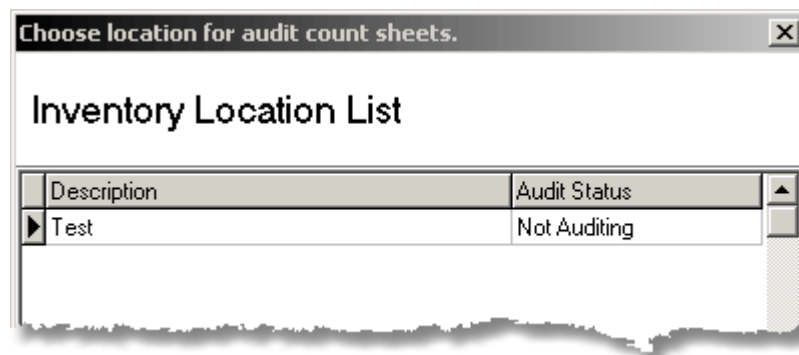 Choose location for audit count sheets.
Inventory Location List
Description Audit Status
Test Not Auditing